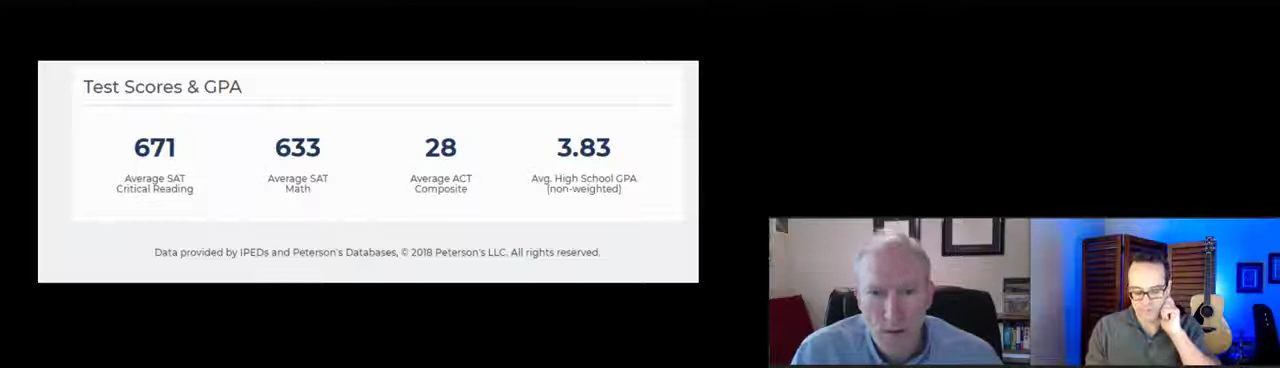 Test Scores & GPA
671
633
28
3.83
Average SAT
Critical Reading
Average SAT
Math
Average ACT
Composite
Avg. High School GPA
(non-weighted)
Data provided by IPEDs and Peterson's Databases, © 2018 Peterson's LLC. All rights reserved.